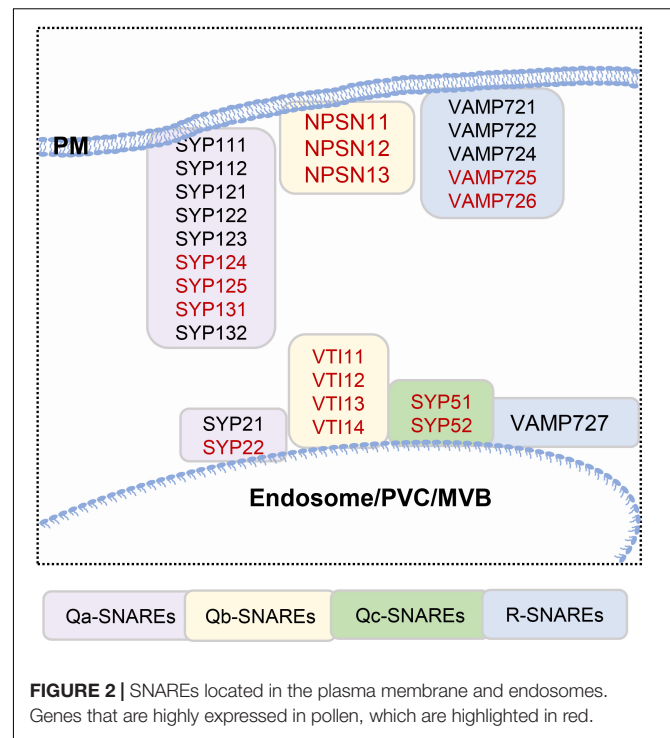 PM
SYP111
SYP112
SYP121
SYP122
SYP123
SYP124
SYP125
SYP131
SYP132
NPSN11
NPSN12
NPSN13
VAMP721
VAMP722
VAMP724
VAMP725
VAMP726
SYP21
SYP22
VTI11
VTI12
VTI13
VTI14
SYP51
SYP52
VAMP727
Endosome/PVC/MVB
Qa-SNAREs
Qb-SNAREs
Qc-SNAREs
R-SNAREs
FIGURE 2 | SNAREs located in the plasma membrane and endosomes.
Genes that are highly expressed in pollen, which are highlighted in red.